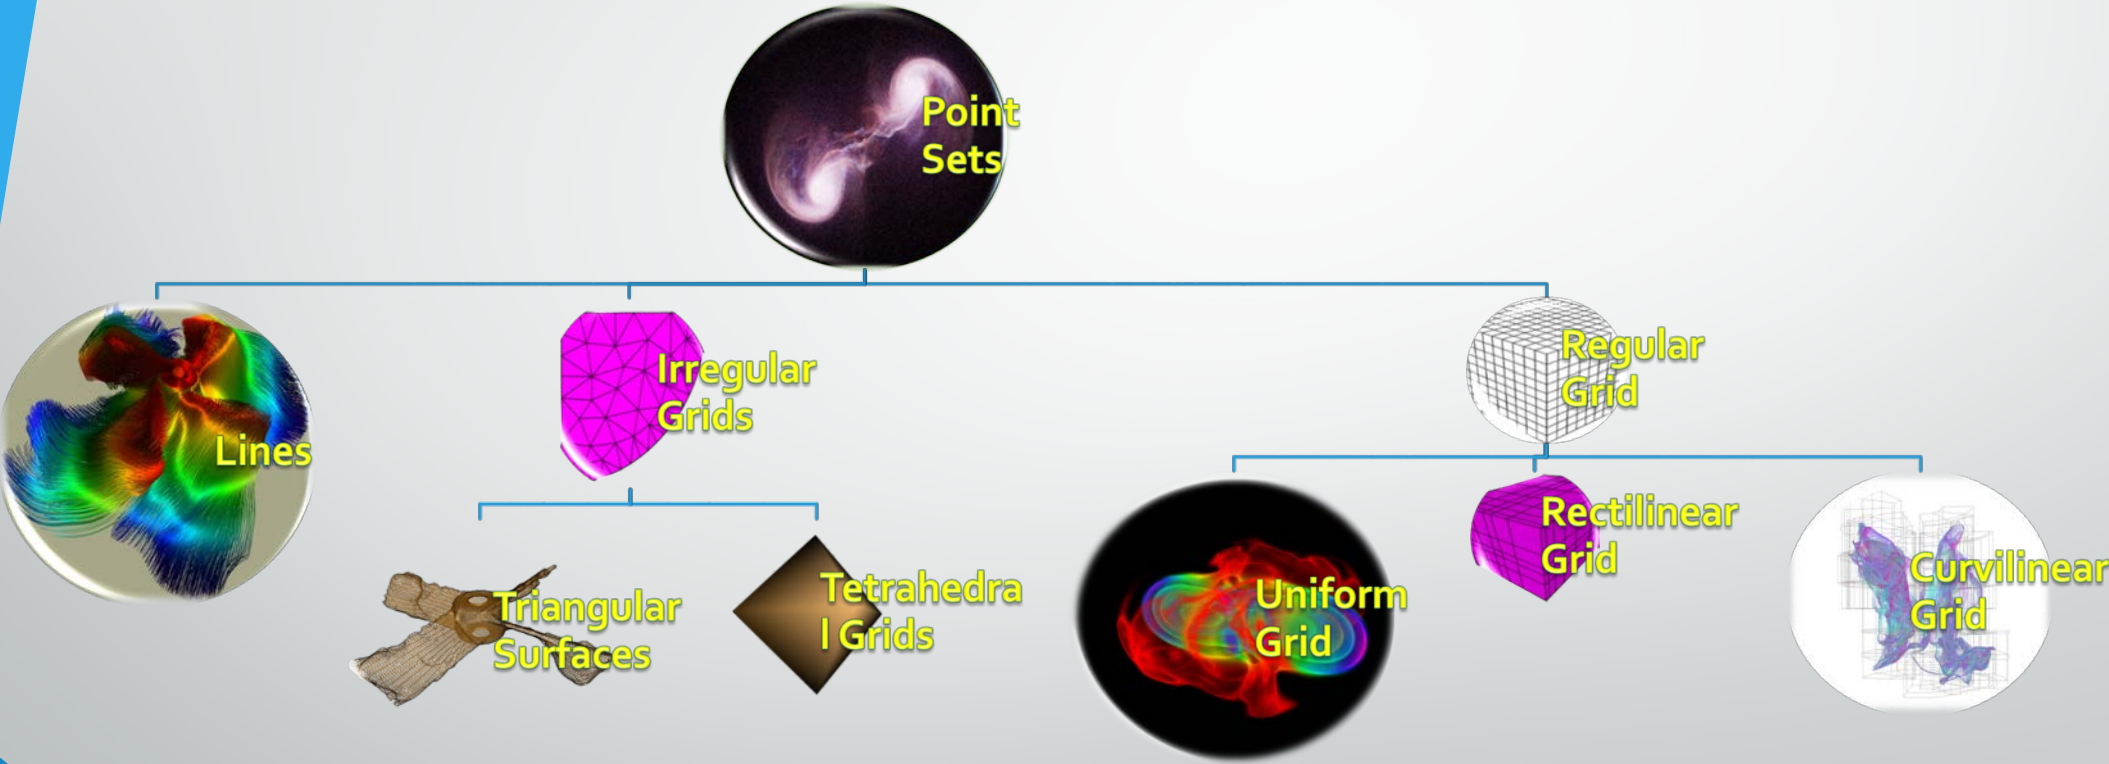 Point
Sets
Lines
Irregular
Grids
Regular
Grid
Triangular
Surfaces
Tetrahedra
l Grids
Uniform
Grid
Rectilinear
Grid
Curvilinear
Grid